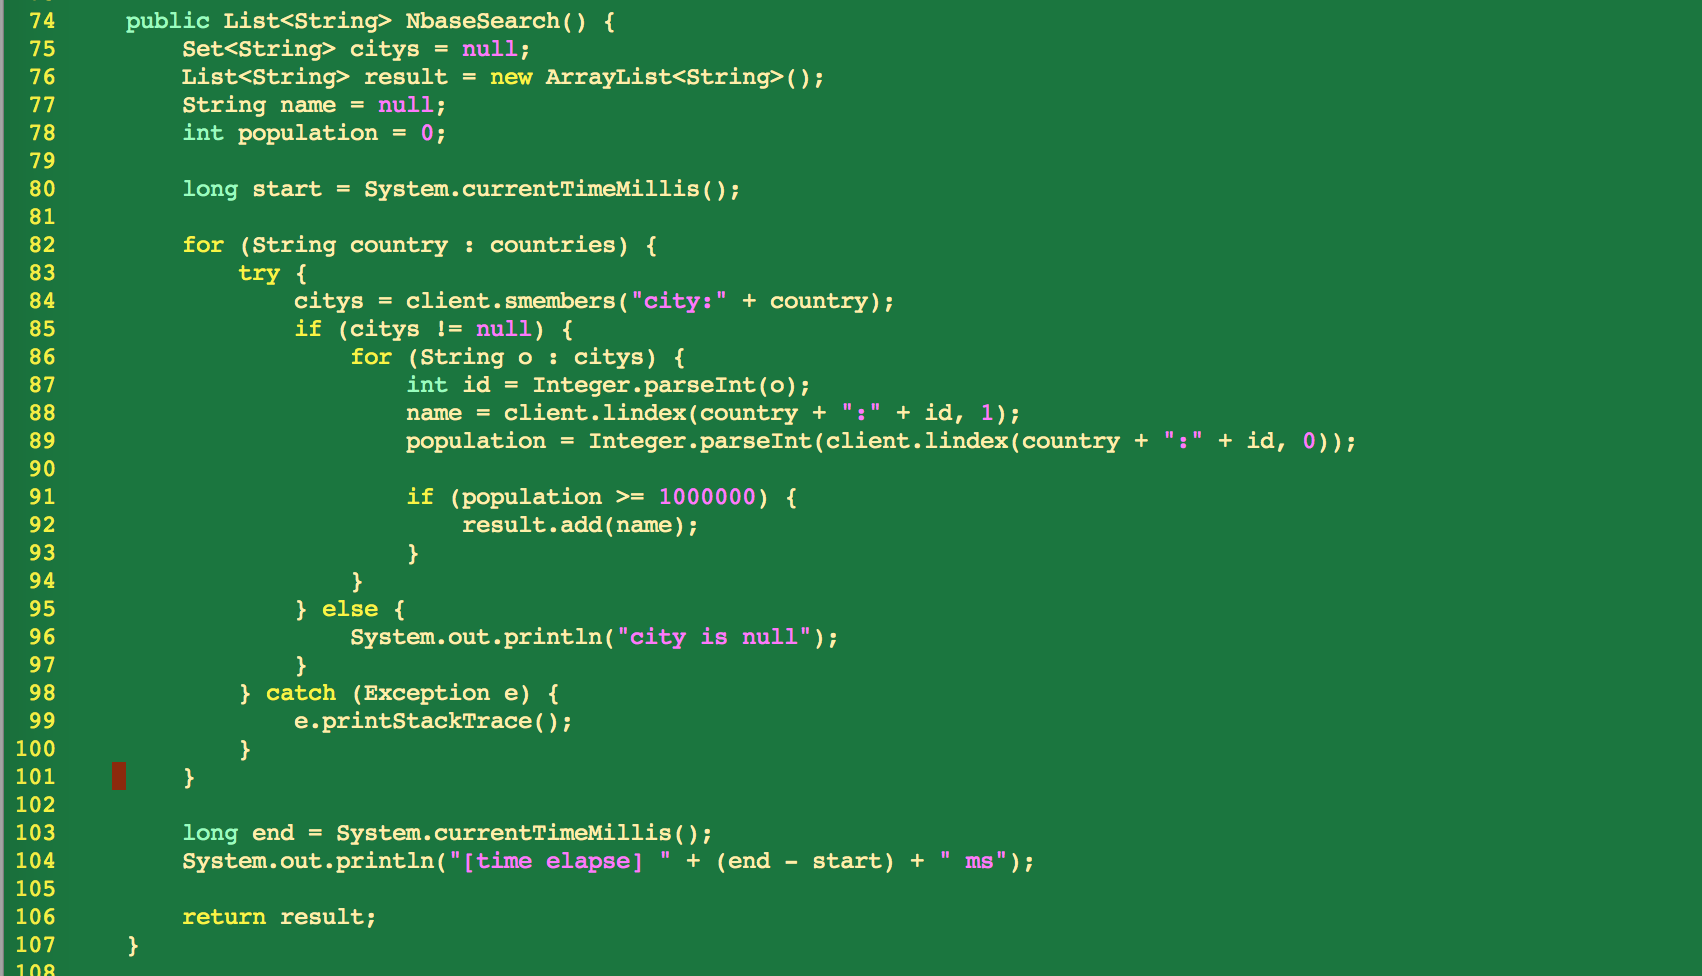 74 public List<String> NbaseSearch() {
75 Set<String> citys = null;
76 List<String> result = new ArrayList<String>();
77 String name = null;
78 int population = 0;
79
80 long start = System.currentTimeMillis();
81
82 for (String country : countries) {
83 try {
84 citys = client.smembers("city:" + country);
85 if (citys != null) {
86 for (String o : citys) {
87 int id = Integer.parseInt(o);
88 name = client.lindex(country + ":" + id, 1);
89 population = Integer.parseInt(client.lindex(country + ":" + id, 0));
90
91 if (population >= 1000000) {
92 result.add(name);
93 }
94 }
95 } else {
96 System.out.println("city is null");
97 }
98 } catch (Exception e) {
99 e.printStackTrace();
100 }
101 }
102
103 long end = System.currentTimeMillis();
104 System.out.println("[time elapse] " + (end - start) + " ms");
105
106 return result;
107 }
108